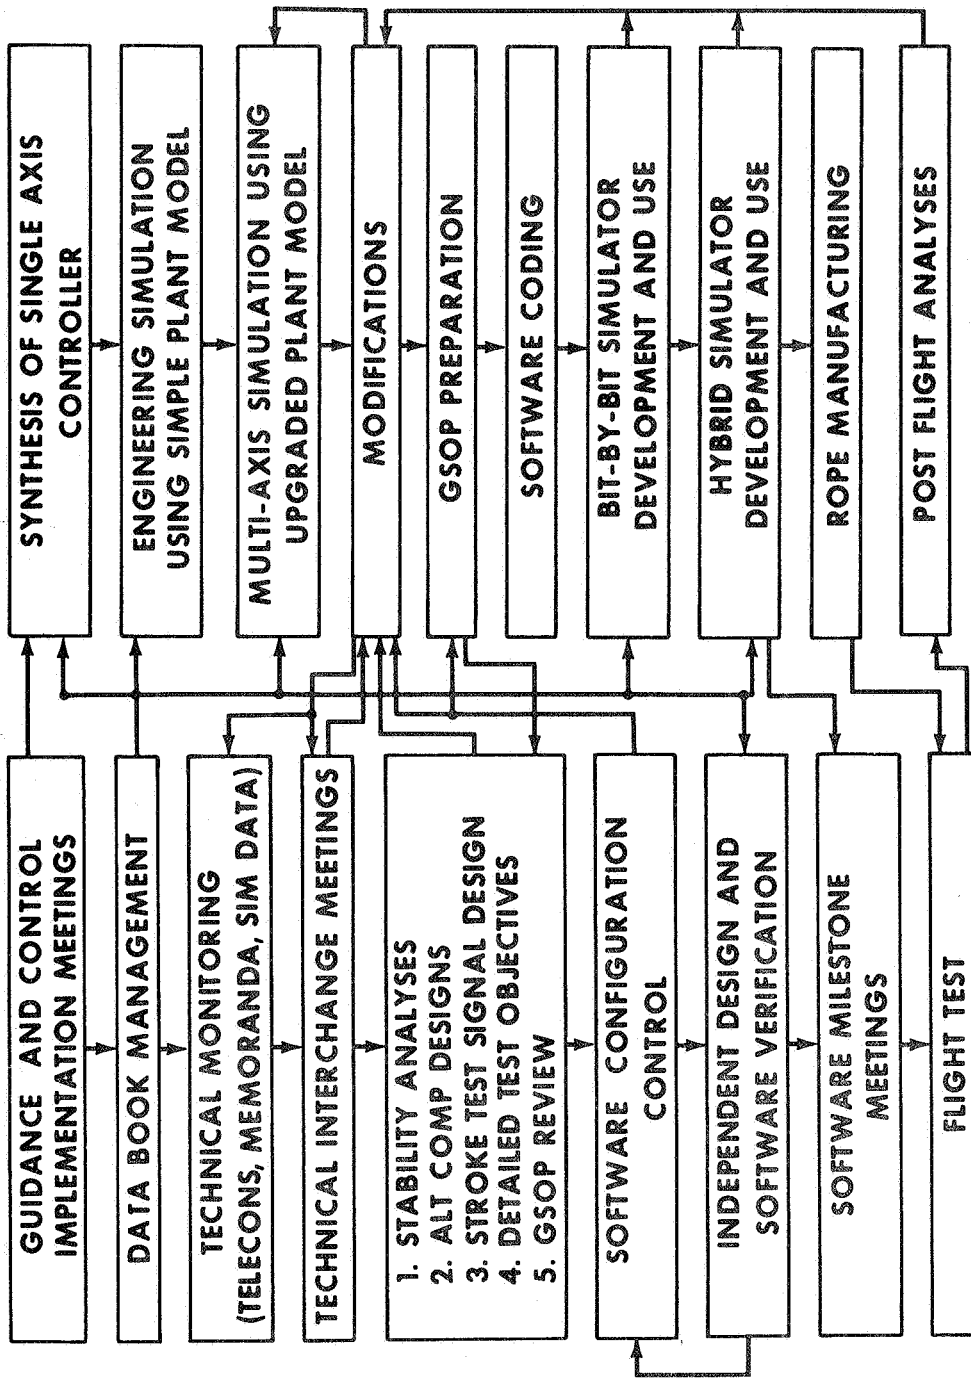 GUIDANCE AND CONTROL
IMPLEMENTATION MEETINGS
DATA BOOK MANAGEMENT
TECHNICAL MONITORING
(TELECONS, MEMORANDA, SIM DATA)
TECHNICAL INTERCHANGE MEETINGS
1. STABILITY ANALYSES
2. ALT COMP DESIGNS
3. STROKE TEST SIGNAL DESIGN
4. DETAILED TEST OBJECTIVES
5. GSOP REVIEW
SOFTWARE CONFIGURATION
CONTROL
INDEPENDENT DESIGN AND
SOFTWARE VERIFICATION
SOFTWARE MILESTONE
MEETINGS
FLIGHT TEST
SYNTHESIS OF SINGLE AXIS
CONTROLLER
ENGINEERING SIMULATION
USING SIMPLE PLANT MODEL
MULTI-AXIS SIMULATION USING
UPGRADED PLANT MODEL
MODIFICATIONS
GSOP PREPARATION
SOFTWARE CODING
BIT-BY-BIT SIMULATOR
DEVELOPMENT AND USE
HYBRID SIMULATOR
DEVELOPMENT AND USE
ROPE MANUFACTURING
POST FLIGHT ANALYSES